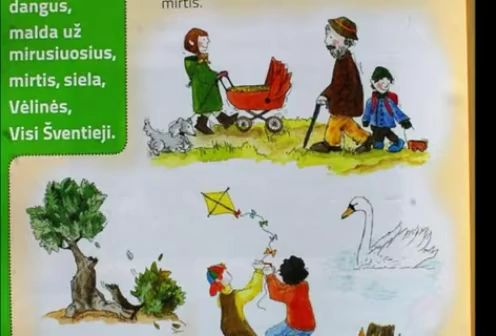 dangus,
malda už
mirusiuosius,
mirtis, siela,
Vėlinės,
Visi Šventieji.
mirtis.